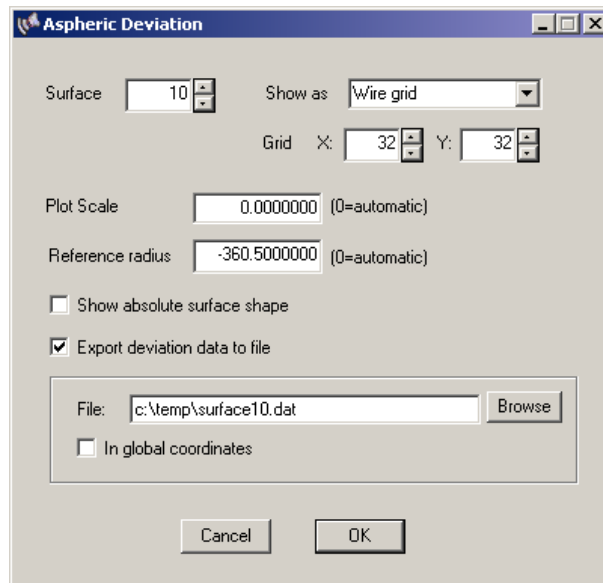 Aspheric Deviation
Surface 10 Show as Wire grid
Grid X: 32 Y: 32
Plot Scale 0.0000000 (0=automatic)
Reference radius -360.5000000 (0=automatic)
Show absolute surface shape
Export deviation data to file
File: c:\temp\surface10.dat Browse
In global coordinates
Cancel OK